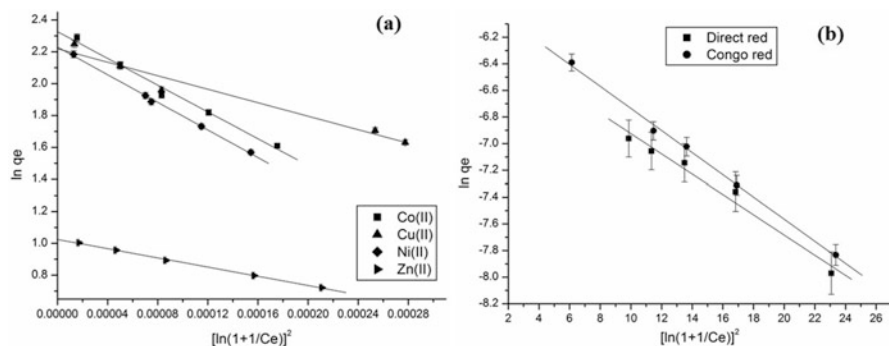 (a)
ln qe
2.4
2.2
2.0
1.8
1.6
1.4
1.2
1.0
0.8
Co(II)
Cu(II)
Ni(II)
Zn(II)
0.00000 0.00004 0.00008 0.00012 0.00016 0.00020 0.00024 0.00028
[ln(1+1/Ce)]²
(b)
ln qe
-6.2
-6.4
-6.6
-6.8
-7.0
-7.2
-7.4
-7.6
-7.8
-8.0
-8.2
Direct red
Congo red
2 4 6 8 10 12 14 16 18 20 22 24 26
[ln(1+1/Ce)]²